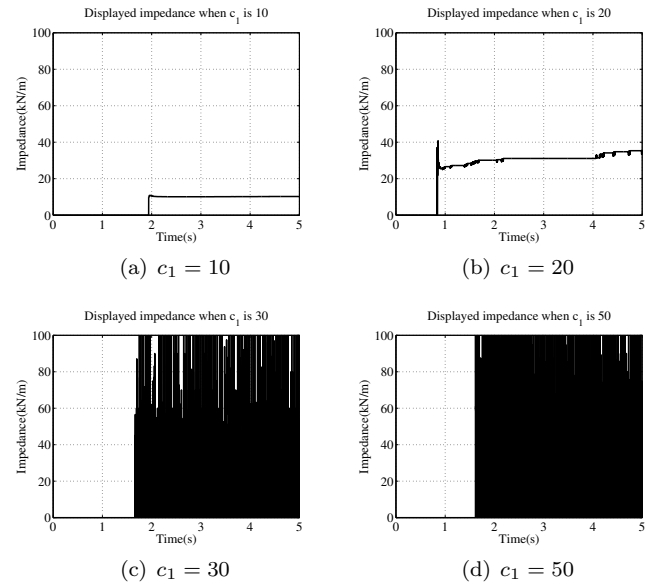 Displayed impedance when c₁ is 10
Impedance(kN/m)
100
80
60
40
20
0
0 1 2 3 4 5
Time(s)
(a) c₁ = 10
Displayed impedance when c₁ is 20
Impedance(kN/m)
100
80
60
40
20
0
0 1 2 3 4 5
Time(s)
(b) c₁ = 20
Displayed impedance when c₁ is 30
Impedance(kN/m)
100
80
60
40
20
0
0 1 2 3 4 5
Time(s)
(c) c₁ = 30
Displayed impedance when c₁ is 50
Impedance(kN/m)
100
80
60
40
20
0
0 1 2 3 4 5
Time(s)
(d) c₁ = 50